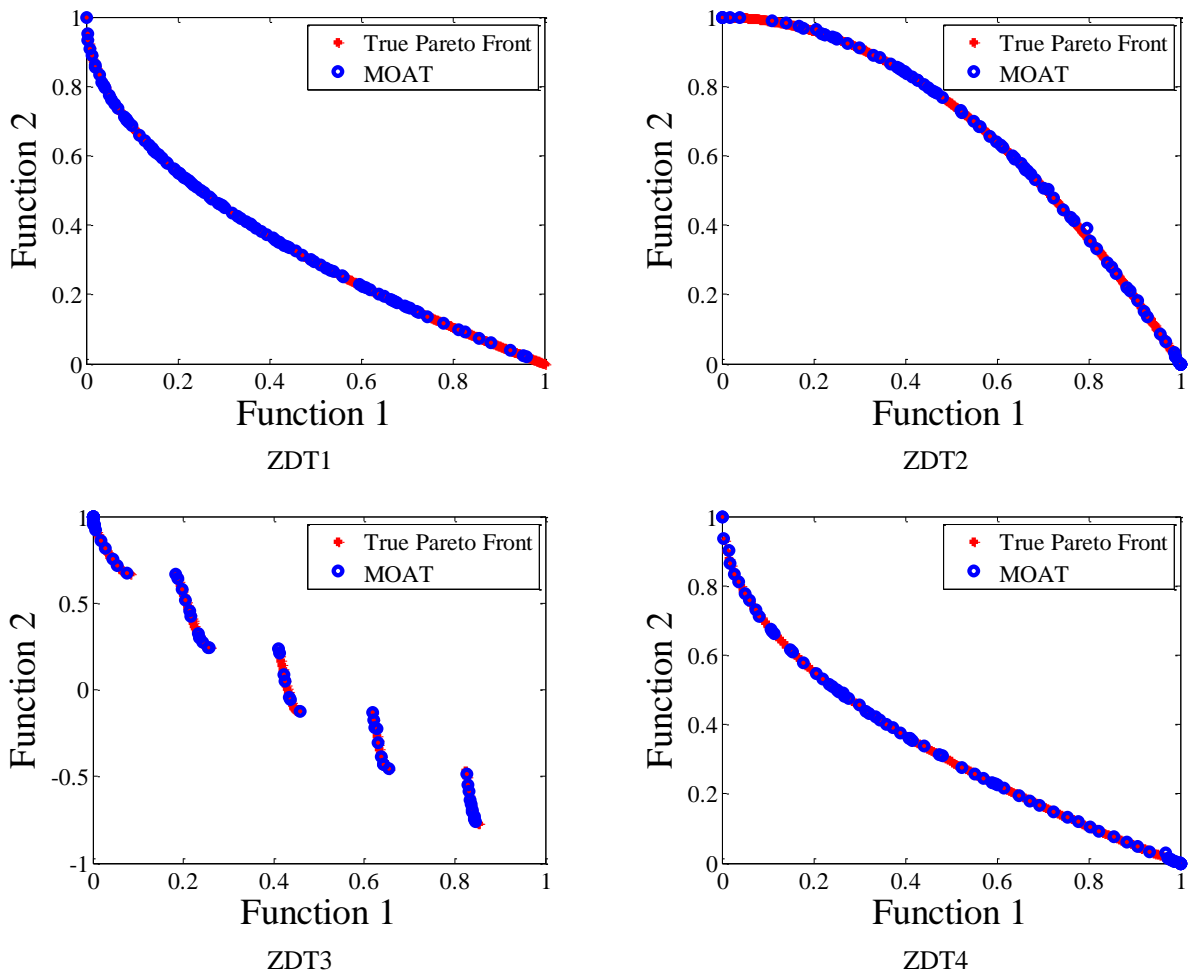 1
0.8
0.6
0.4
0.2
0
0 0.2 0.4 0.6 0.8 1
Function 2
Function 1
True Pareto Front
MOAT
ZDT1
1
0.8
0.6
0.4
0.2
0
0 0.2 0.4 0.6 0.8 1
Function 2
Function 1
True Pareto Front
MOAT
ZDT2
1
0.5
0
-0.5
-1
0 0.2 0.4 0.6 0.8 1
Function 2
Function 1
True Pareto Front
MOAT
ZDT3
1
0.8
0.6
0.4
0.2
0
0 0.2 0.4 0.6 0.8 1
Function 2
Function 1
True Pareto Front
MOAT
ZDT4